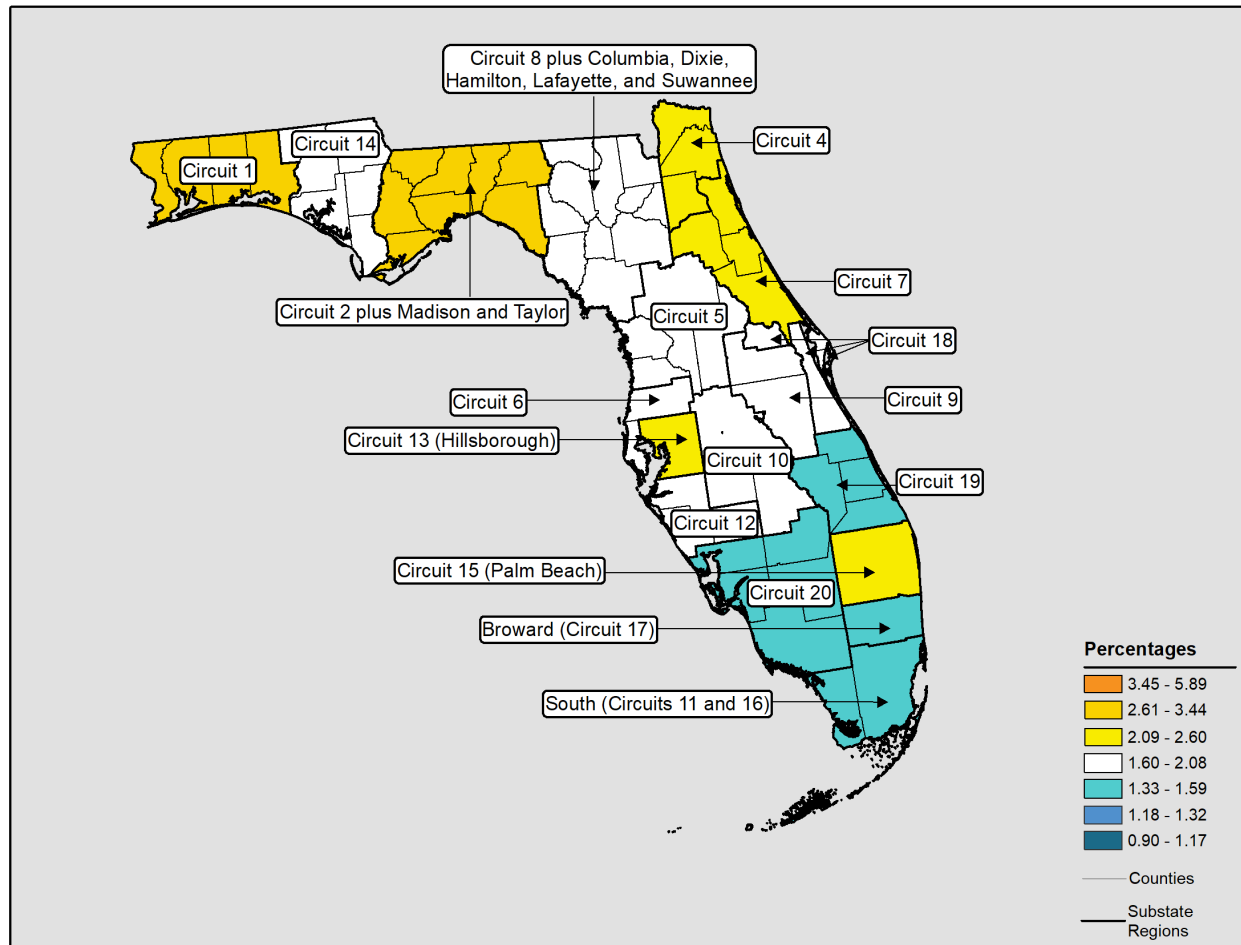 Circuit 8 plus Columbia, Dixie,
Hamilton, Lafayette, and Suwannee
Circuit 4
Circuit 14
Circuit 1
Circuit 7
Circuit 2 plus Madison and Taylor
Circuit 5
Circuit 18
Circuit 6
Circuit 9
Circuit 13 (Hillsborough)
Circuit 10
Circuit 19
Circuit 12
Circuit 15 (Palm Beach)
Circuit 20
Broward (Circuit 17)
South (Circuits 11 and 16)
Percentages
3.45 - 5.89
2.61 - 3.44
2.09 - 2.60
1.60 - 2.08
1.33 - 1.59
1.18 - 1.32
0.90 - 1.17
Counties
Substate
Regions